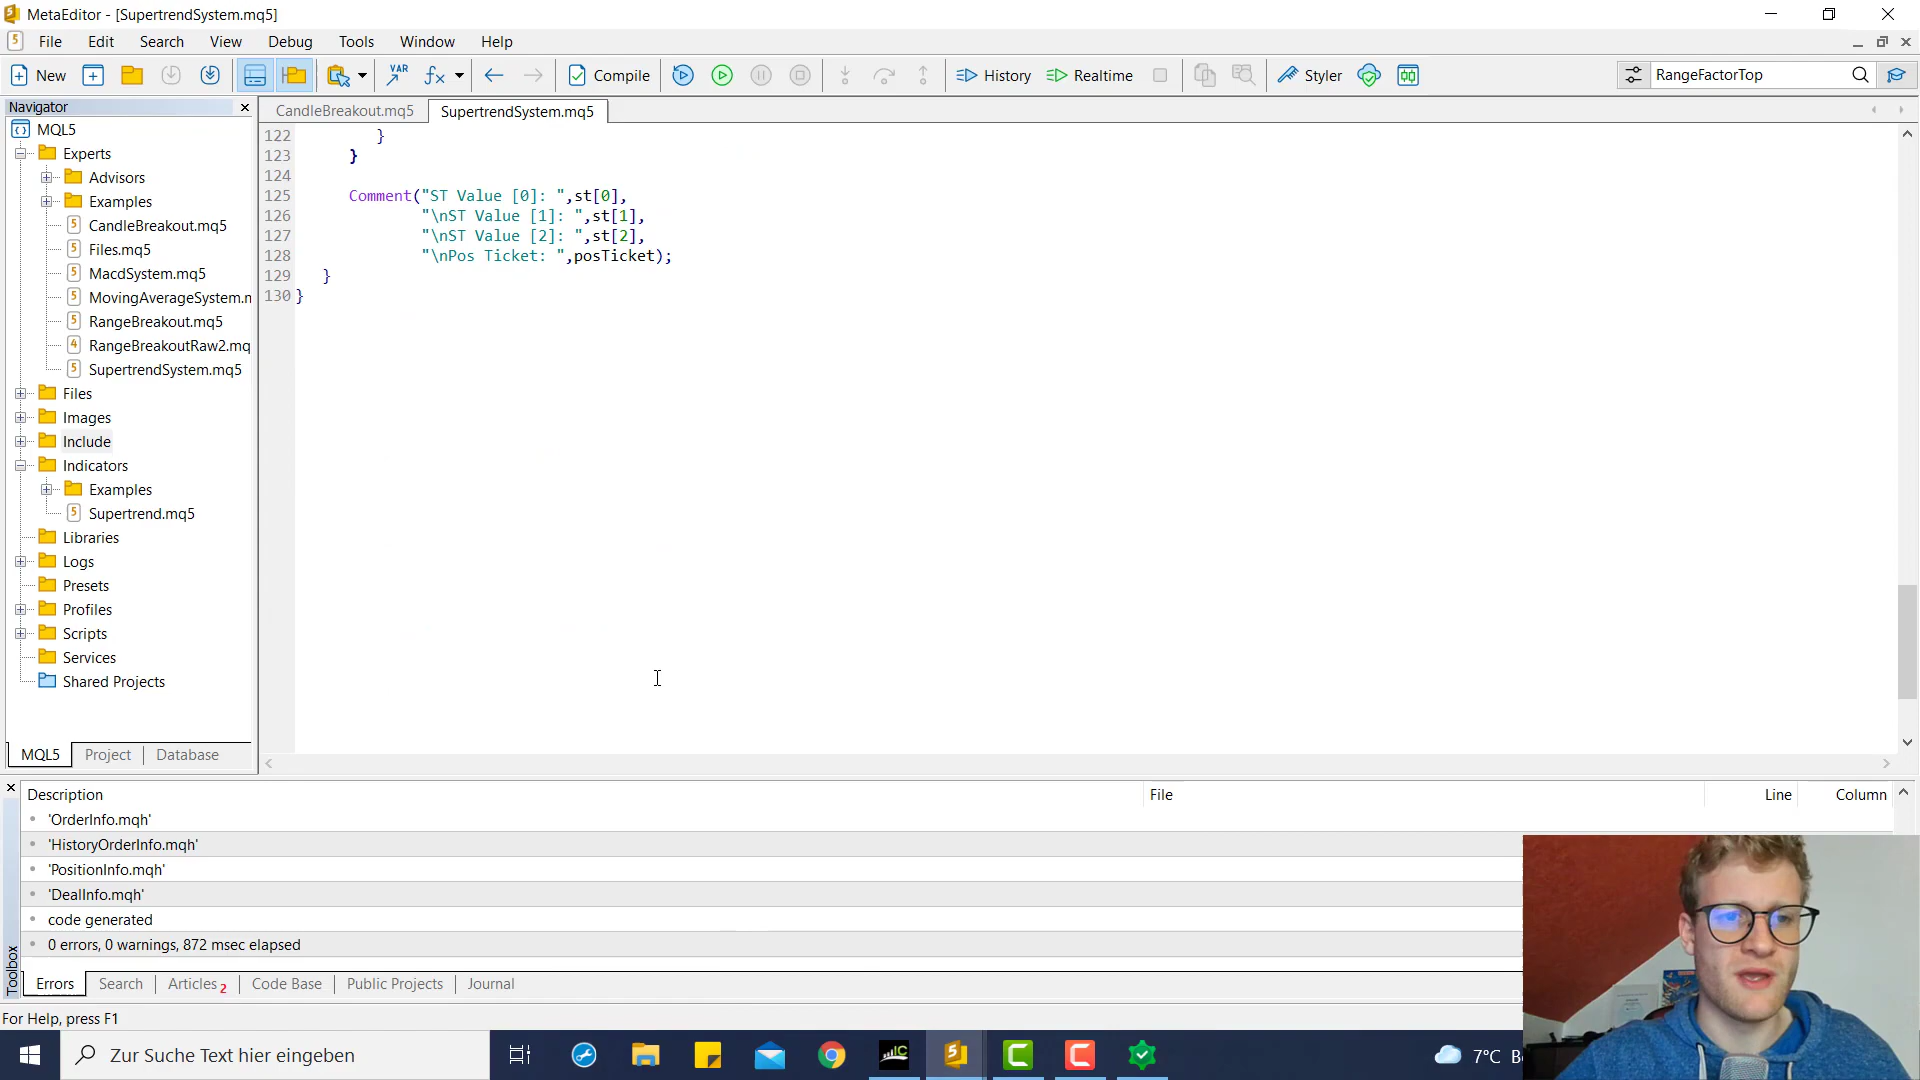 MetaEditor - [SupertrendSystem.mq5]
File Edit Search View Debug Tools Window Help
New VAR Compile History Realtime Styler RangeFactorTop
Navigator
CandleBreakout.mq5 SupertrendSystem.mq5
MQL5
Experts
Advisors
Examples
CandleBreakout.mq5
Files.mq5
MacdSystem.mq5
MovingAverageSystem.m
RangeBreakout.mq5
RangeBreakoutRaw2.mq
SupertrendSystem.mq5
Files
Images
Include
Indicators
Examples
Supertrend.mq5
Libraries
Logs
Presets
Profiles
Scripts
Services
Shared Projects
MQL5 Project Database
122 }
123 }
124
125 Comment("ST Value [0]: ",st[0],
126 "\nST Value [1]: ",st[1],
127 "\nST Value [2]: ",st[2],
128 "\nPos Ticket: ",posTicket);
129 }
130 }
Description File Line Column
'OrderInfo.mqh'
'HistoryOrderInfo.mqh'
'PositionInfo.mqh'
'DealInfo.mqh'
code generated
0 errors, 0 warnings, 872 msec elapsed
Toolbox
Errors Search Articles 2 Code Base Public Projects Journal
For Help, press F1
Zur Suche Text hier eingeben
IC
7°C